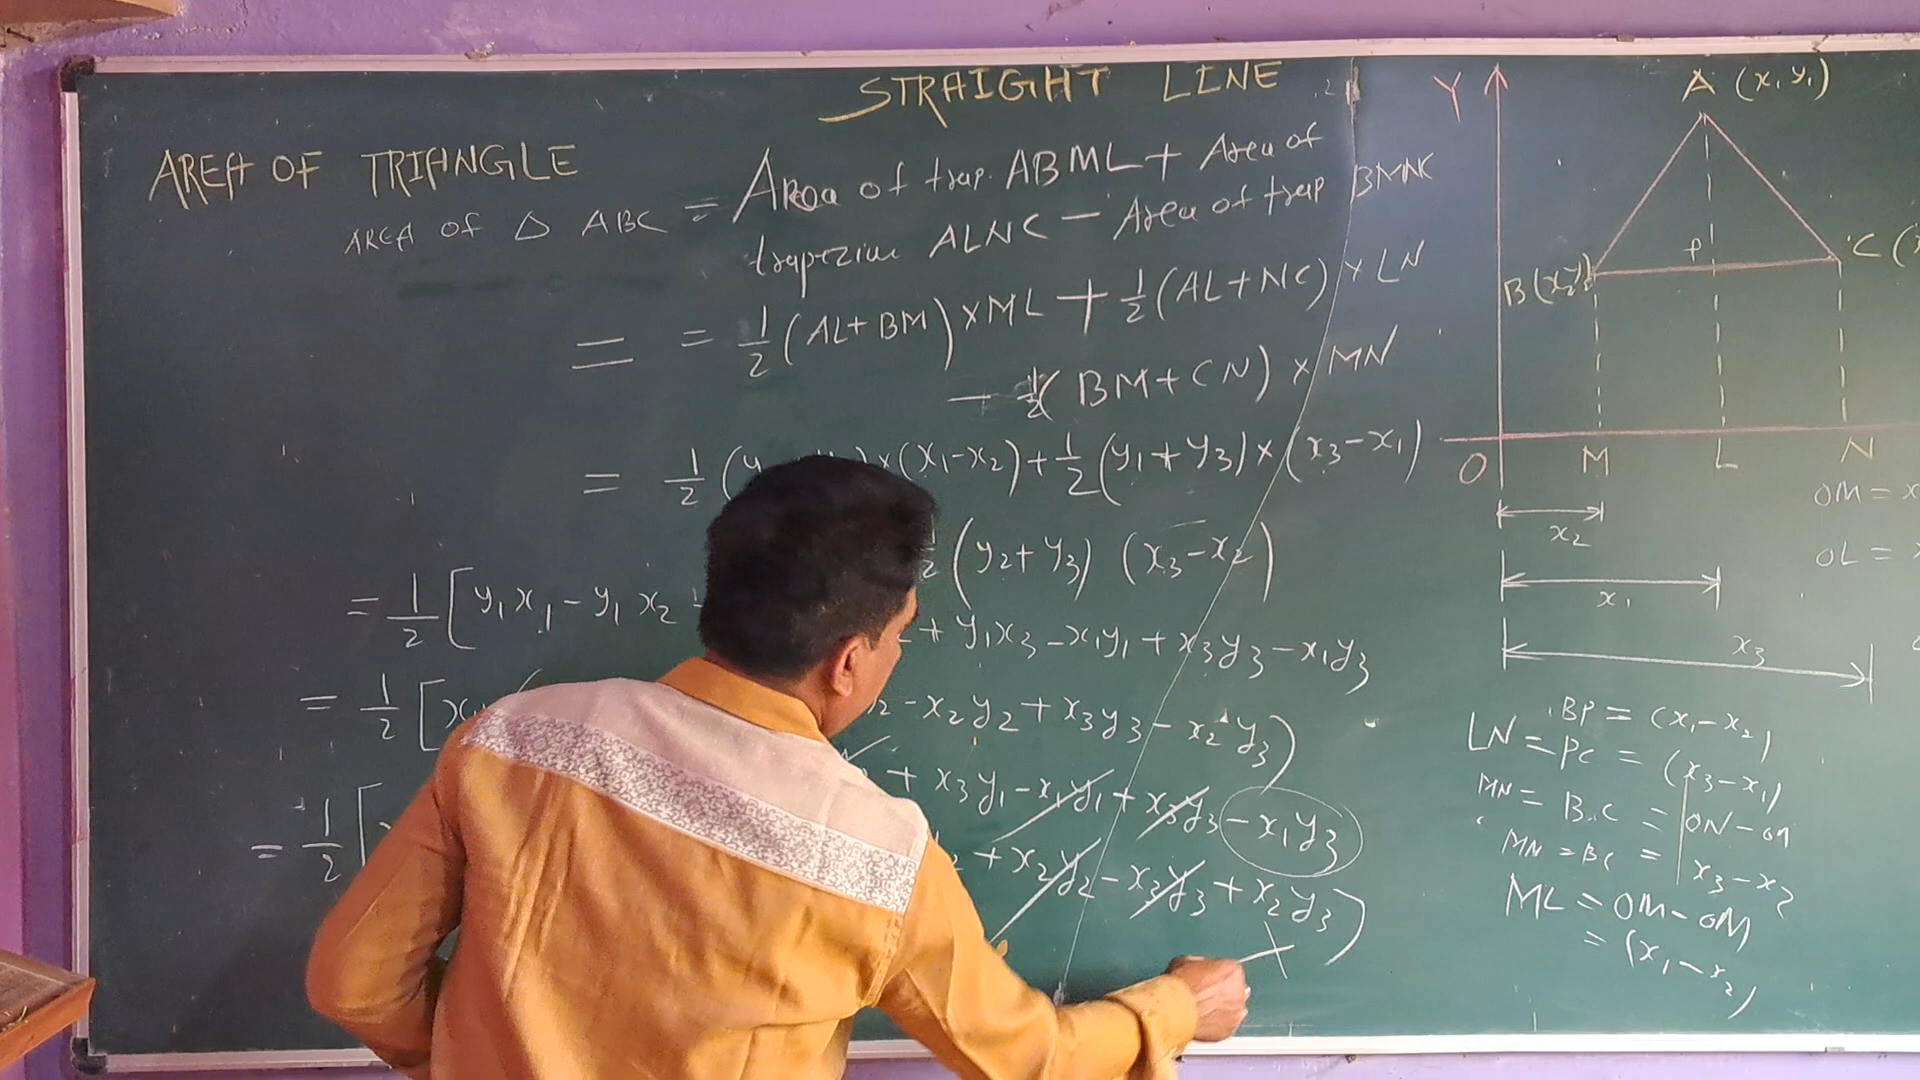 STRAIGHT LINE
AREA OF TRIANGLE
AREA OF △ ABC = Area of trap. ABML + Area of
trapezium ALNC − Area of trap BMNC
= = 1/2 (AL+BM) × ML + 1/2 (AL+NC) × LN
− 1/2 (BM+CN) × MN
= 1/2 (y × (x₁−x₂) + 1/2 (y₁+y₃) × (x₃−x₁)
(y₂+y₃) (x₃−x₂)
= 1/2 [y₁x₁ − y₁x₂ + y₁x₃ − x₁y₁ + x₃y₃ − x₁y₃
= 1/2 [ − x₂y₂ + x₃y₃ − x₂y₃)
= 1/2 [ + x₃y₁ − x₁y₁ + x₃y₃ − x₁y₃
+ x₂y₂ − x₃y₃ + x₂y₃)
Y
A (x₁ y₁)
B (x₂y₂)
P
C (
O M L N
OM = x
x₂
OL =
x₁
x₃
BP = (x₁−x₂)
LN = PC = (x₃−x₁)
MN = BC = ON−OM
MN = BC = x₃−x₂
ML = OM−OM
= (x₁−x₂)